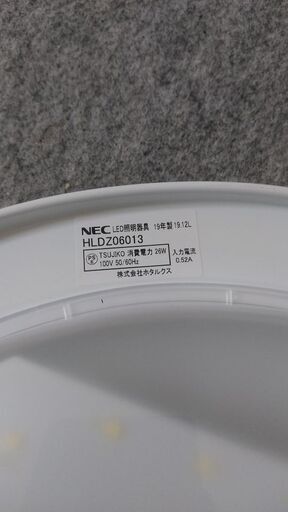 NEC LED照明器具 19年製 19.12L
HLDZ06013
PS E TSUJIKO 消費電力 26W 入力電流
100V 50/60Hz 0.52A
株式会社ホタルクス